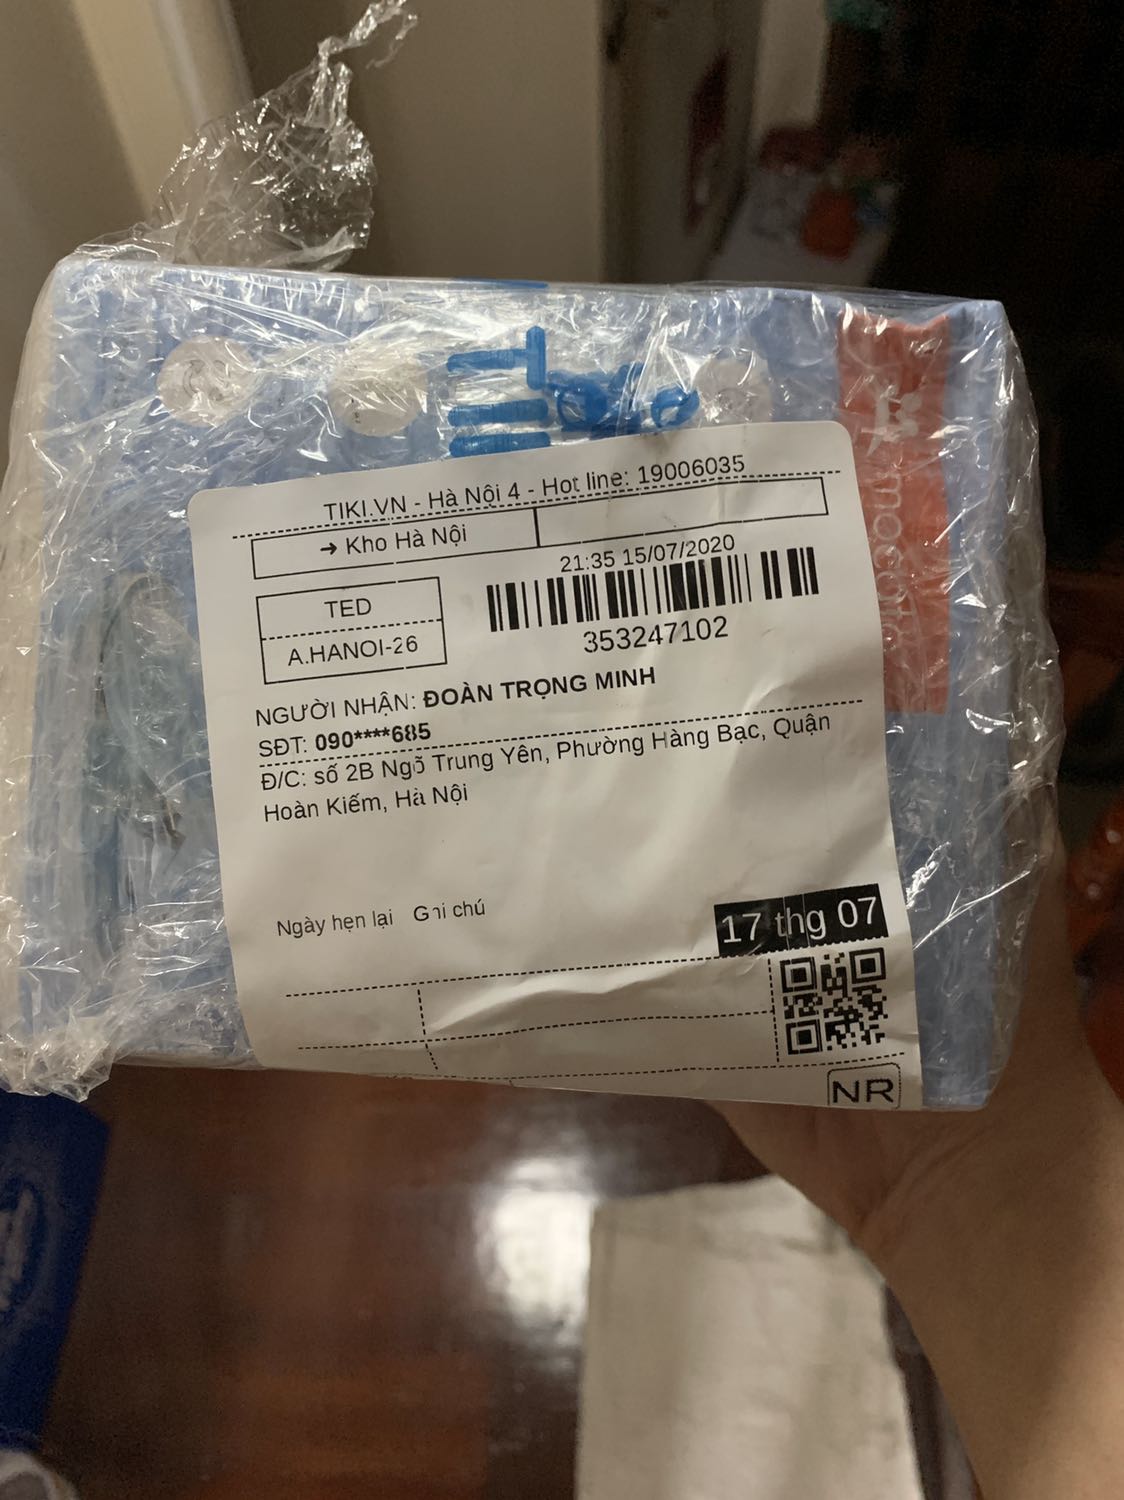 TIKI.VN - Hà Nội 4 - Hot line: 19006035
➔ Kho Hà Nội
21:35 15/07/2020
TED
A.HANOI-26
353247102
NGƯỜI NHẬN: ĐOÀN TRỌNG MINH
SĐT: 090****685
Đ/C: số 2B Ngõ Trung Yên, Phường Hàng Bạc, Quận
Hoàn Kiếm, Hà Nội
Ngày hẹn lại Ghi chú
17 thg 07
NR